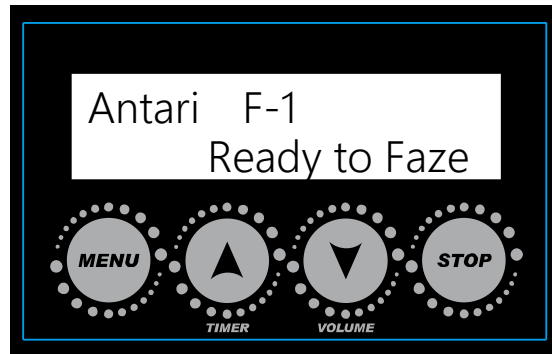 Antari F-1
Ready to Faze
MENU
STOP
TIMER
VOLUME